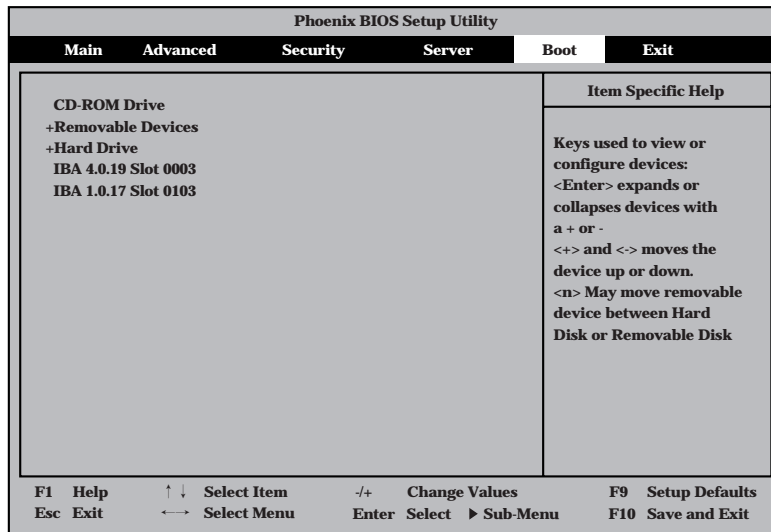 Phoenix BIOS Setup Utility
Main Advanced Security Server Boot Exit
CD-ROM Drive
+Removable Devices
+Hard Drive
IBA 4.0.19 Slot 0003
IBA 1.0.17 Slot 0103
Item Specific Help
Keys used to view or
configure devices:
<Enter> expands or
collapses devices with
a + or -
<+> and <-> moves the
device up or down.
<n> May move removable
device between Hard
Disk or Removable Disk
F1 Help ↑↓ Select Item -/+ Change Values F9 Setup Defaults
Esc Exit ←→ Select Menu Enter Select ▶ Sub-Menu F10 Save and Exit